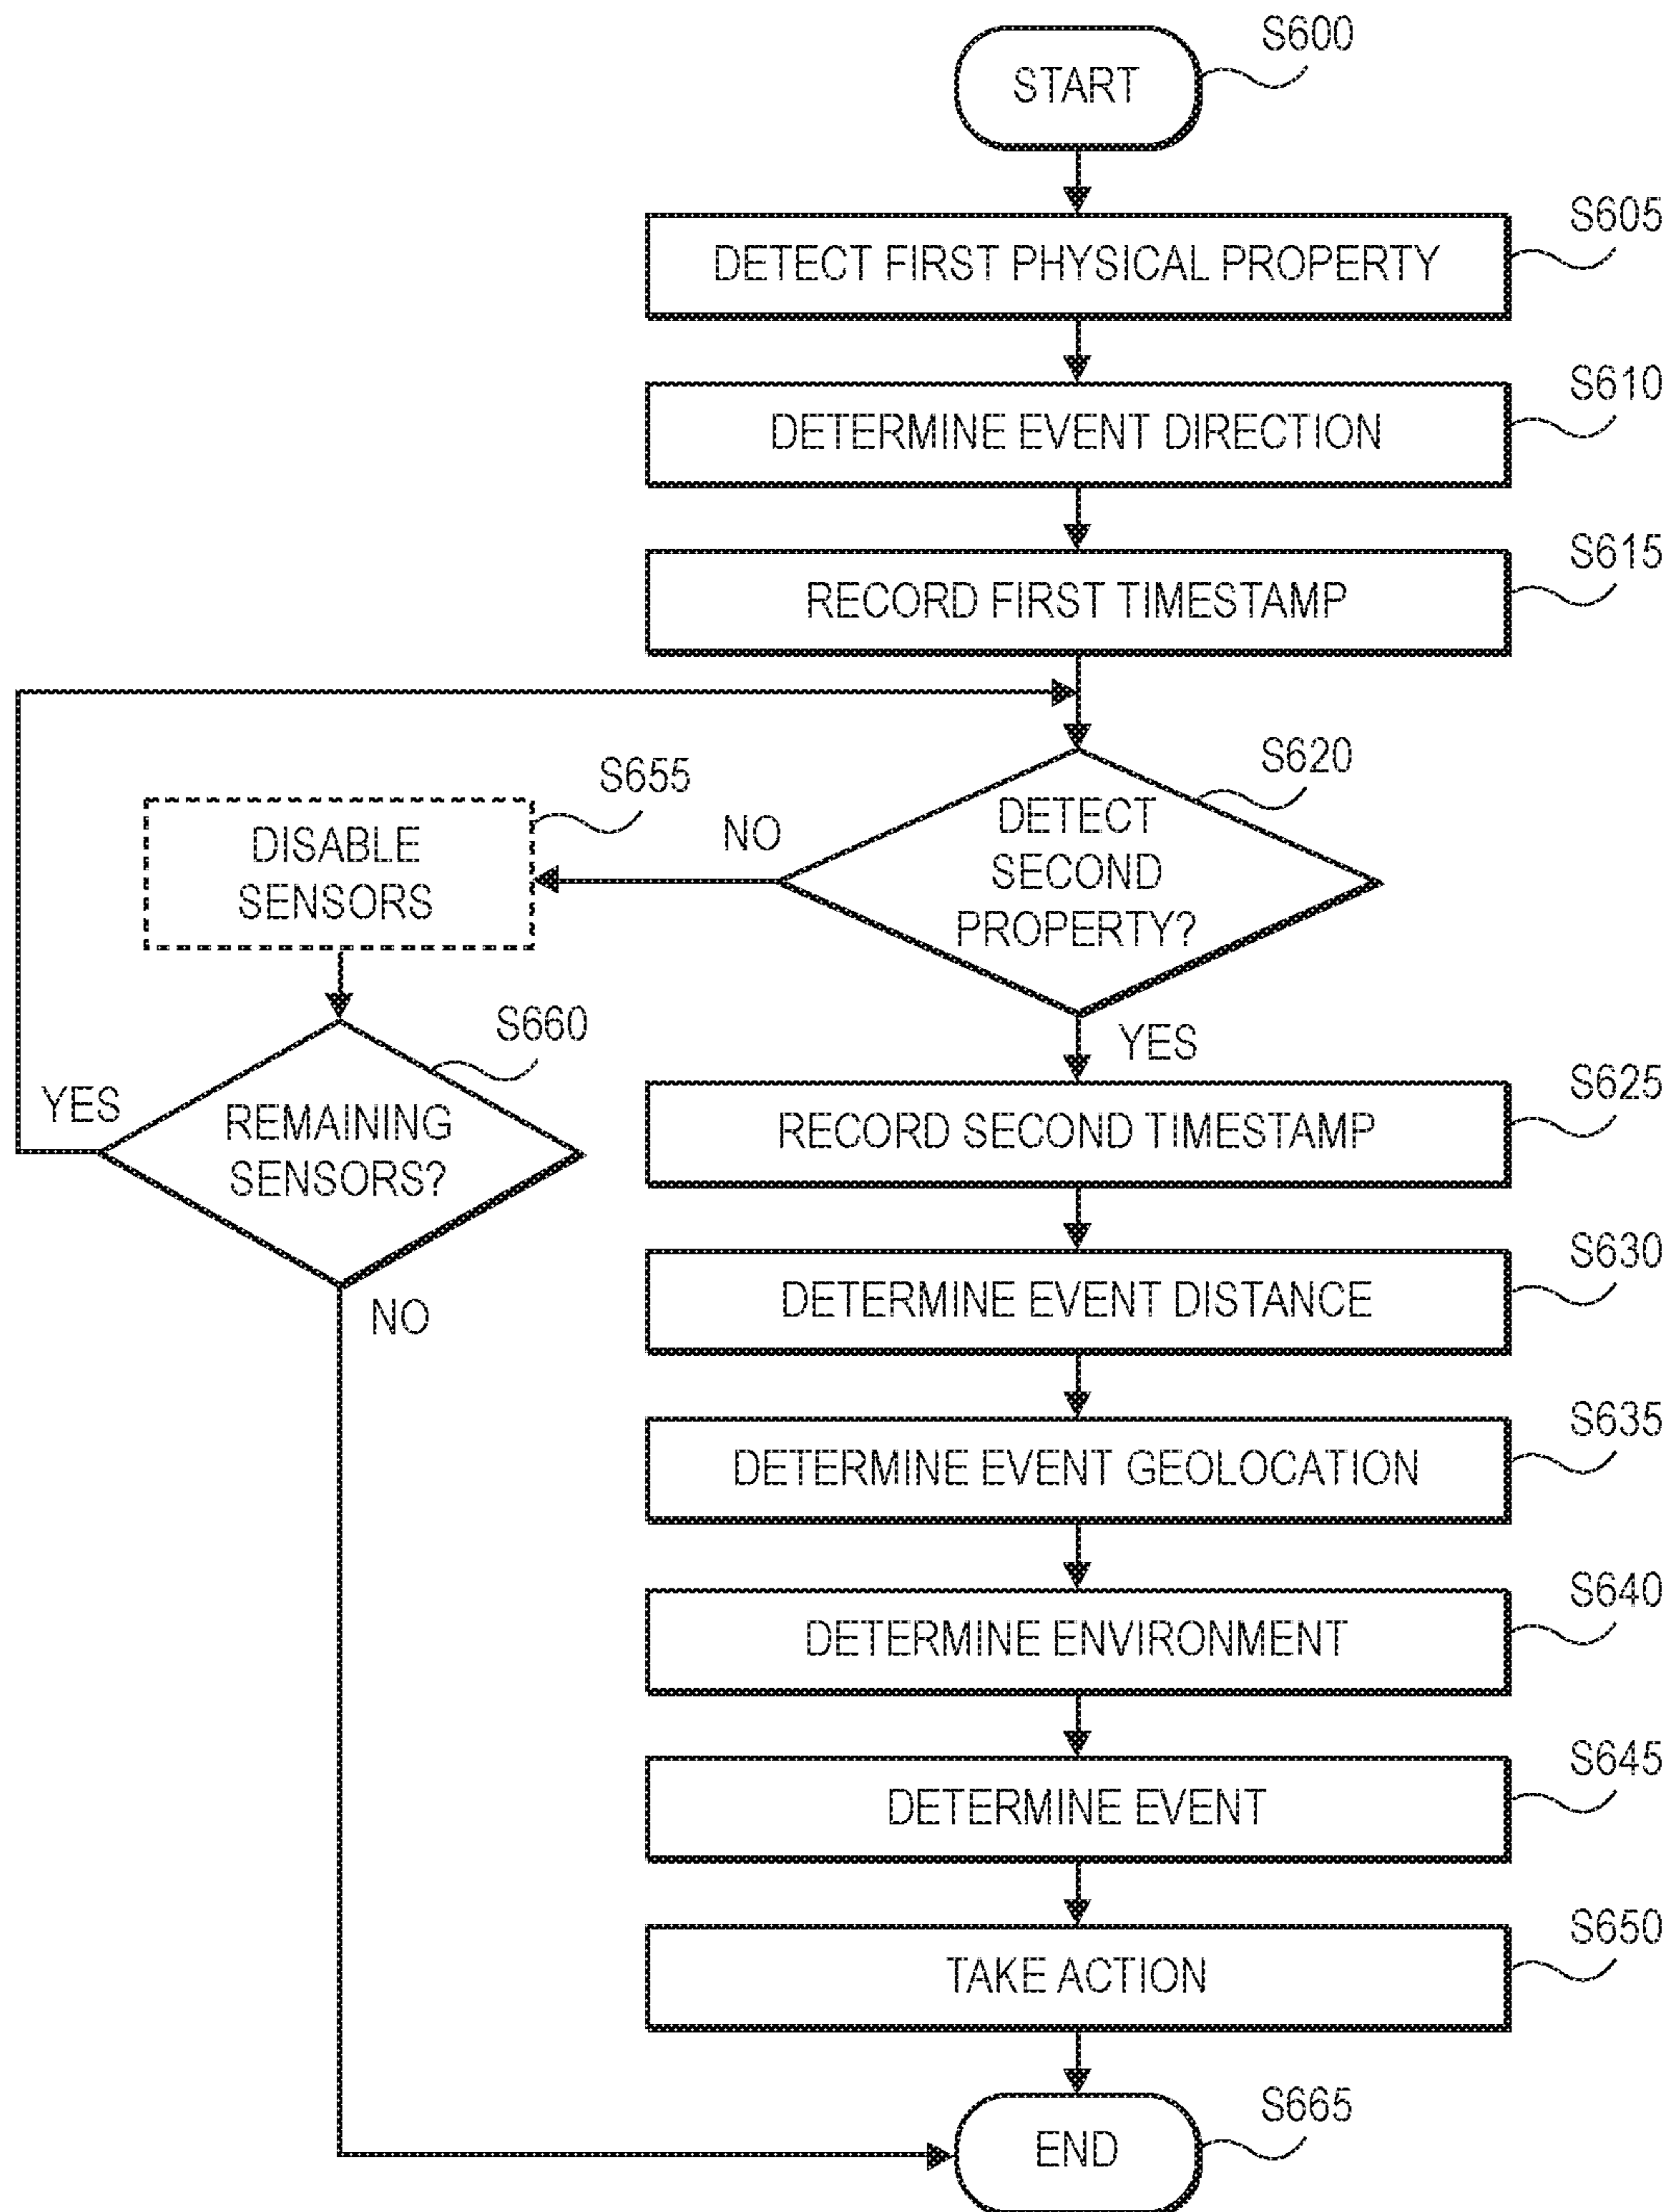 S600
START
S605
DETECT FIRST PHYSICAL PROPERTY
S610
DETERMINE EVENT DIRECTION
S615
RECORD FIRST TIMESTAMP
S620
DETECT
SECOND
PROPERTY?
NO
YES
S655
DISABLE
SENSORS
S660
REMAINING
SENSORS?
YES
NO
S625
RECORD SECOND TIMESTAMP
S630
DETERMINE EVENT DISTANCE
S635
DETERMINE EVENT GEOLOCATION
S640
DETERMINE ENVIRONMENT
S645
DETERMINE EVENT
S650
TAKE ACTION
S665
END